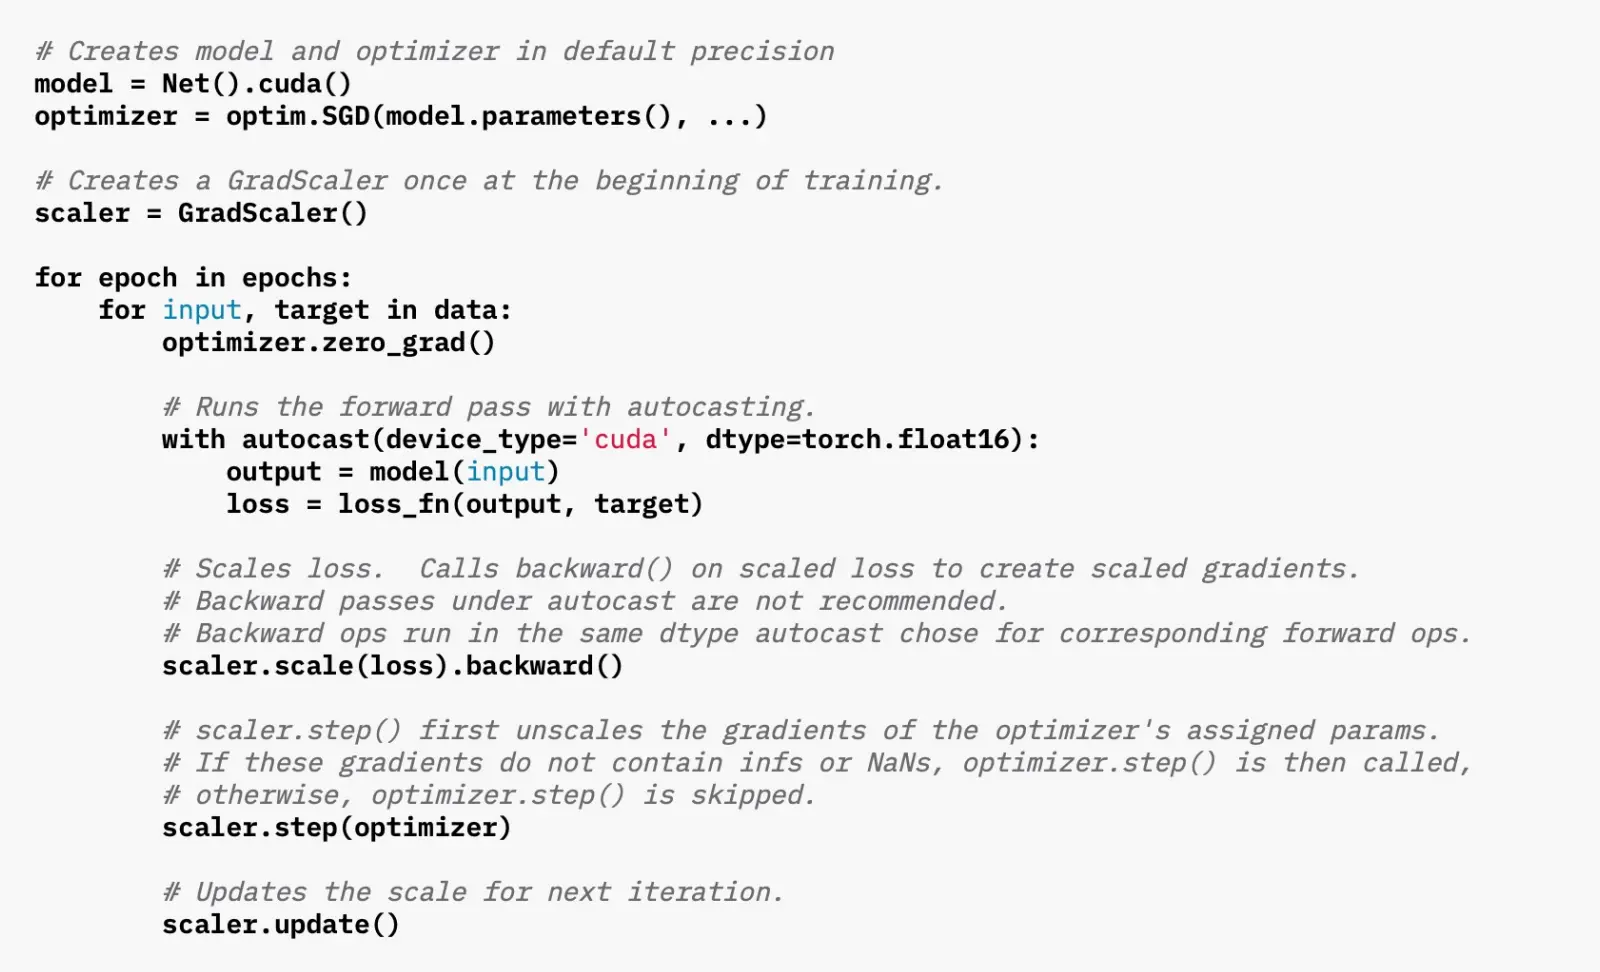 # Creates model and optimizer in default precision
model = Net().cuda()
optimizer = optim.SGD(model.parameters(), ...)
# Creates a GradScaler once at the beginning of training.
scaler = GradScaler()
for epoch in epochs:
    for input, target in data:
        optimizer.zero_grad()
        # Runs the forward pass with autocasting.
        with autocast(device_type='cuda', dtype=torch.float16):
            output = model(input)
            loss = loss_fn(output, target)
        # Scales loss.  Calls backward() on scaled loss to create scaled gradients.
        # Backward passes under autocast are not recommended.
        # Backward ops run in the same dtype autocast chose for corresponding forward ops.
        scaler.scale(loss).backward()
        # scaler.step() first unscales the gradients of the optimizer's assigned params.
        # If these gradients do not contain infs or NaNs, optimizer.step() is then called,
        # otherwise, optimizer.step() is skipped.
        scaler.step(optimizer)
        # Updates the scale for next iteration.
        scaler.update()